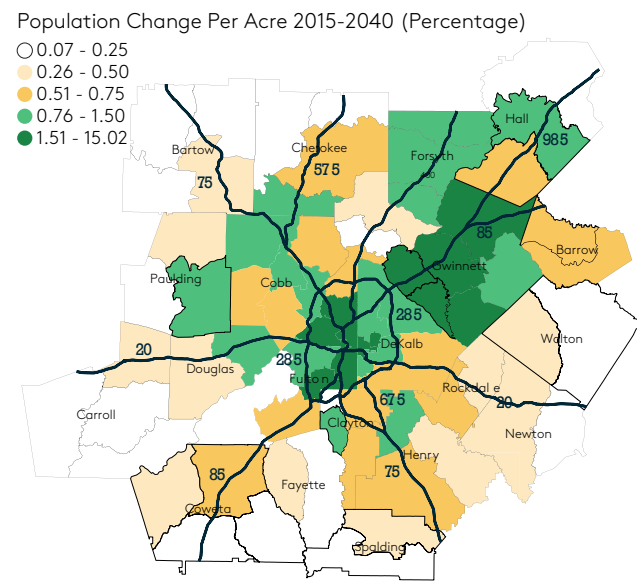 Population Change Per Acre 2015-2040 (Percentage)
0.07 - 0.25
0.26 - 0.50
0.51 - 0.75
0.76 - 1.50
1.51 - 15.02
Hall
985
Bartow
Cherokee
Forsyth
575
75
85
Barrow
Gwinnett
Paulding
Cobb
285
Walton
20
DeKalb
285
Douglas
Fulton
Rockdale
675
20
Carroll
Clayton
Newton
Henry
75
85
Fayette
Coweta
Spalding